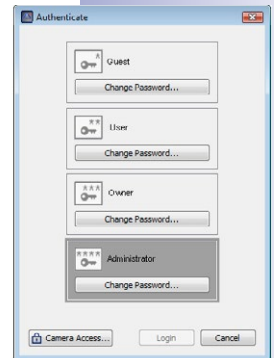 Authenticate
Guest
Change Password...
User
Change Password...
Owner
Change Password...
Administrator
Change Password...
Camera Access...
Login
Cancel